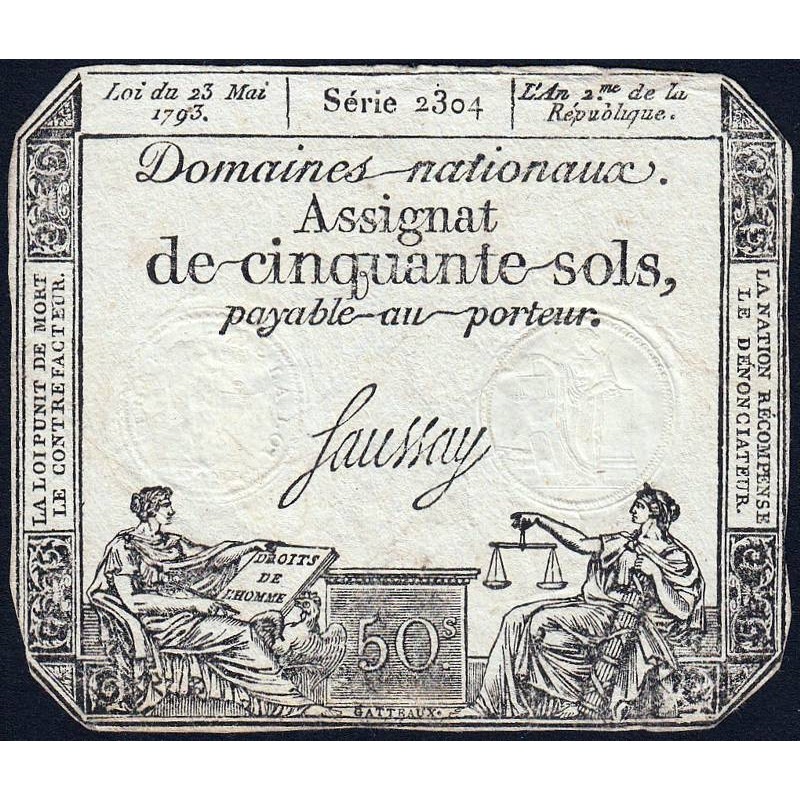 Loi du 23 Mai
1793.
Série 2304
L'An 2.me de La
République.
Domaines nationaux.
Assignat
de cinquante sols,
payable au porteur.
LA LOI PUNIT DE MORT
LE CONTREFACTEUR.
LA NATION RÉCOMPENSE
LE DÉNONCIATEUR.
Saussay
DROITS
DE
L'HOMME
50.s
GATTEAUX.